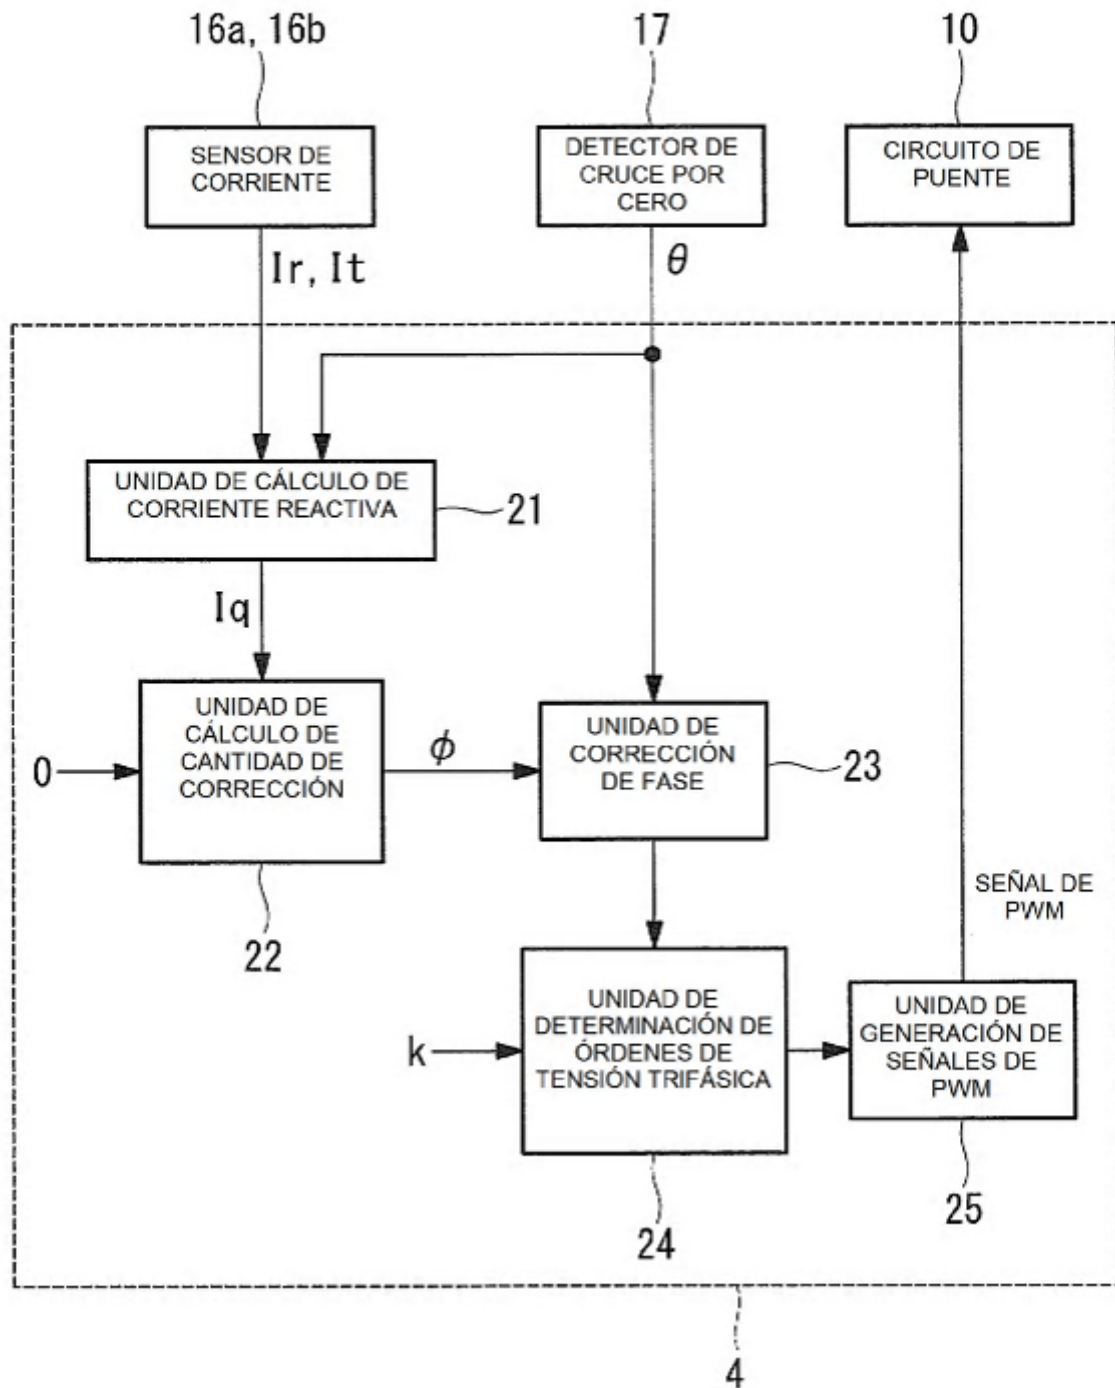 16a, 16b
17
10
SENSOR DE
CORRIENTE
DETECTOR DE
CRUCE POR
CERO
CIRCUITO DE
PUENTE
Ir, It
θ
UNIDAD DE CÁLCULO DE
CORRIENTE REACTIVA
21
Iq
UNIDAD DE
CÁLCULO DE
CANTIDAD DE
CORRECCIÓN
0
ϕ
UNIDAD DE
CORRECCIÓN
DE FASE
23
22
SEÑAL DE
PWM
UNIDAD DE
DETERMINACIÓN DE
ÓRDENES DE
TENSIÓN TRIFÁSICA
k
UNIDAD DE
GENERACIÓN DE
SEÑALES DE
PWM
24
25
4